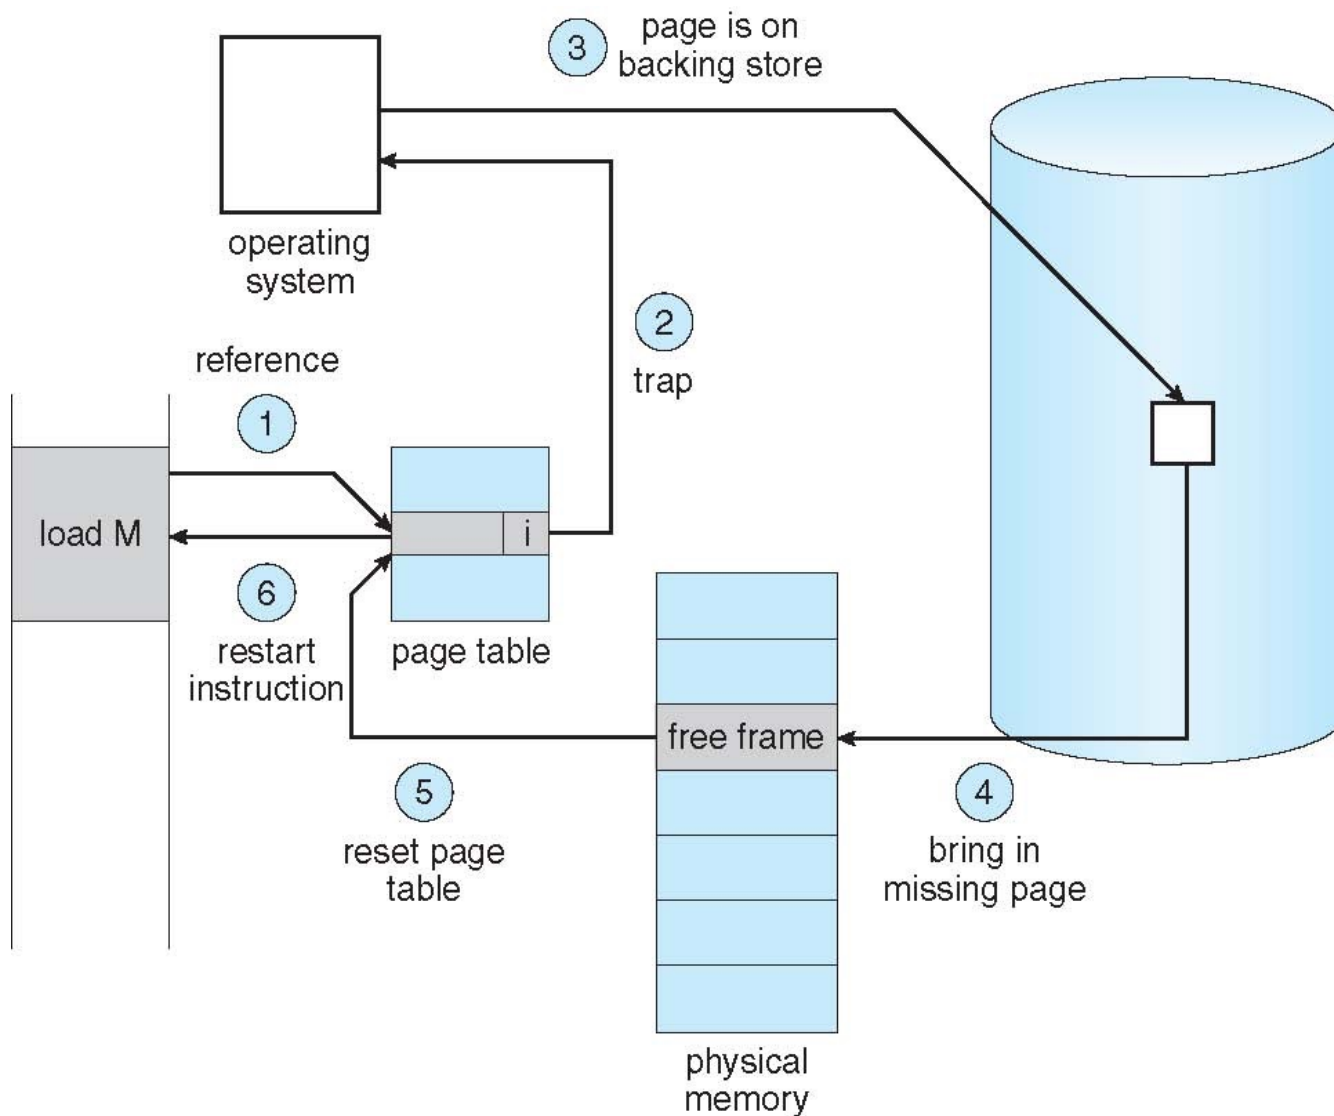 3
page is on
backing store
operating
system
2
trap
reference
1
load M
i
6
restart
instruction
page table
free frame
5
reset page
table
4
bring in
missing page
physical
memory